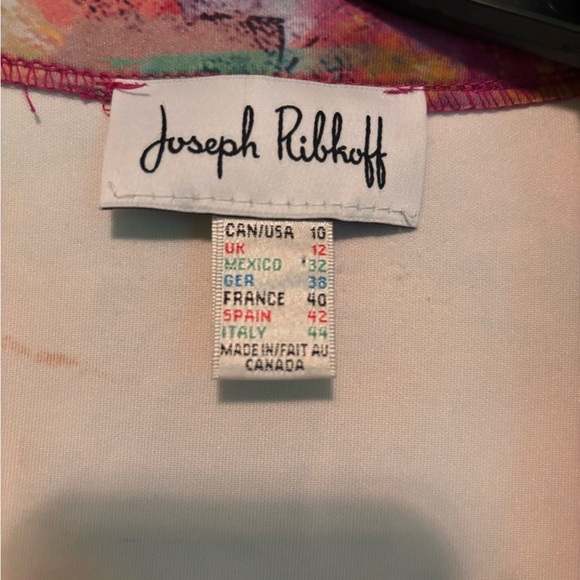 Joseph Ribkoff
CAN/USA 10
UK 12
MEXICO 32
GER 38
FRANCE 40
SPAIN 42
ITALY 44
MADE IN/FAIT AU
CANADA